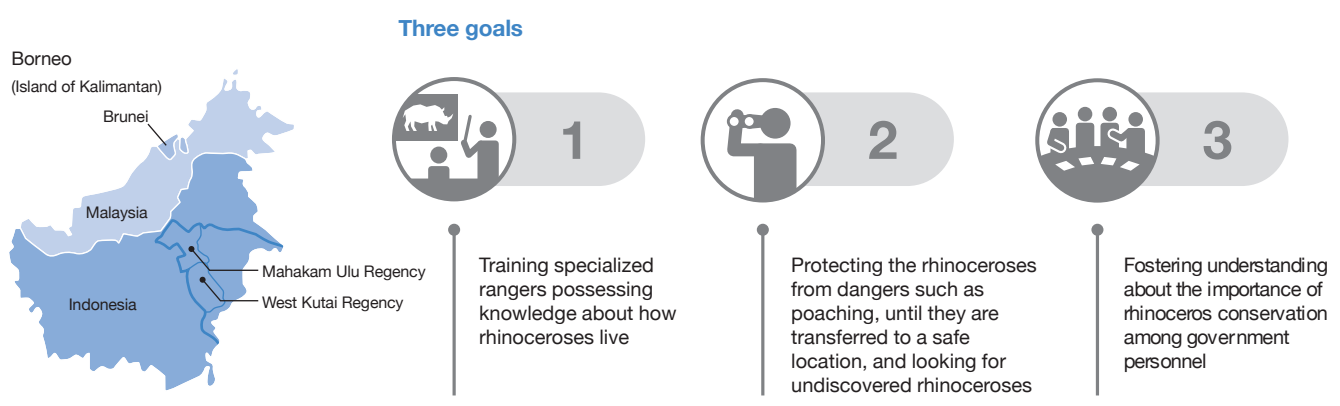 Three goals
Borneo
(Island of Kalimantan)
Brunei
Malaysia
Indonesia
Mahakam Ulu Regency
West Kutai Regency
1
Training specialized
rangers possessing
knowledge about how
rhinoceroses live
2
Protecting the rhinoceroses
from dangers such as
poaching, until they are
transferred to a safe
location, and looking for
undiscovered rhinoceroses
3
Fostering understanding
about the importance of
rhinoceros conservation
among government
personnel